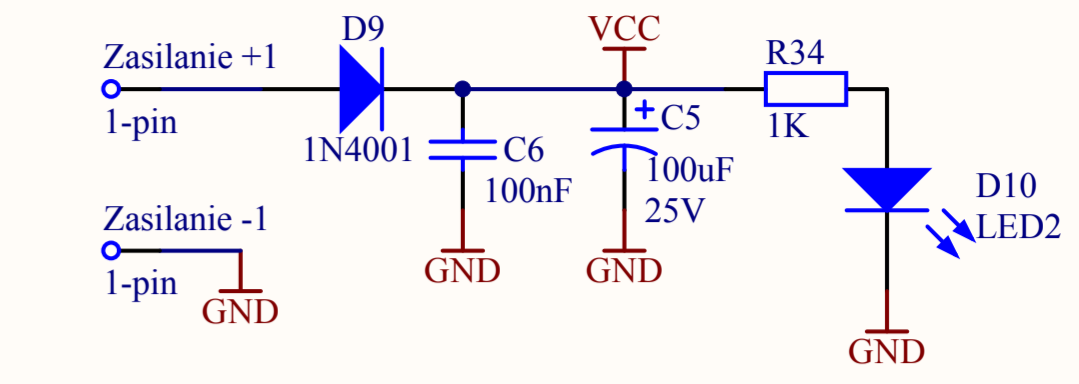 D9
VCC
Zasilanie +1
R34
1-pin
1N4001
C6
100nF
+
C5
100uF
25V
1K
D10
LED2
Zasilanie -1
1-pin
GND
GND
GND
GND